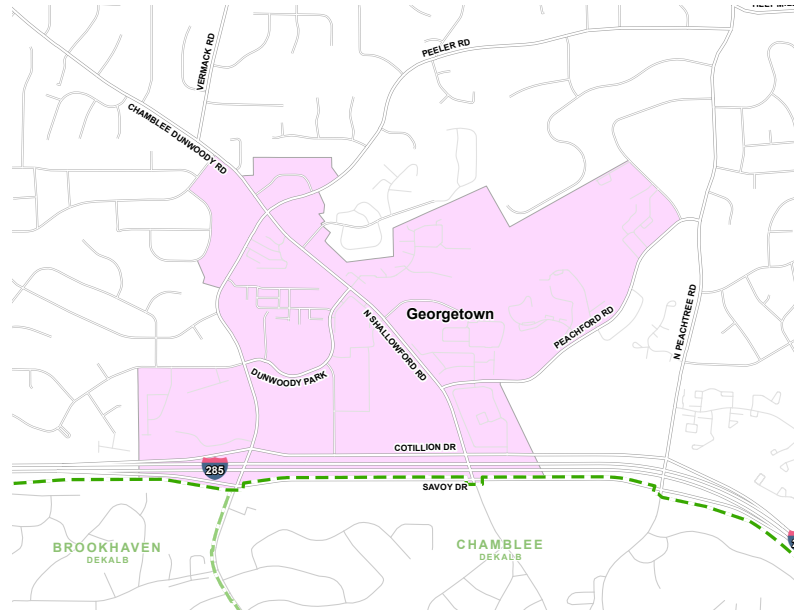 VERMACK RD
PEELER RD
CHAMBLEE DUNWOODY RD
Georgetown
N SHALLOWFORD RD
PEACHFORD RD
N PEACHTREE RD
DUNWOODY PARK
COTILLION DR
285
SAVOY DR
BROOKHAVEN
DEKALB
CHAMBLEE
DEKALB